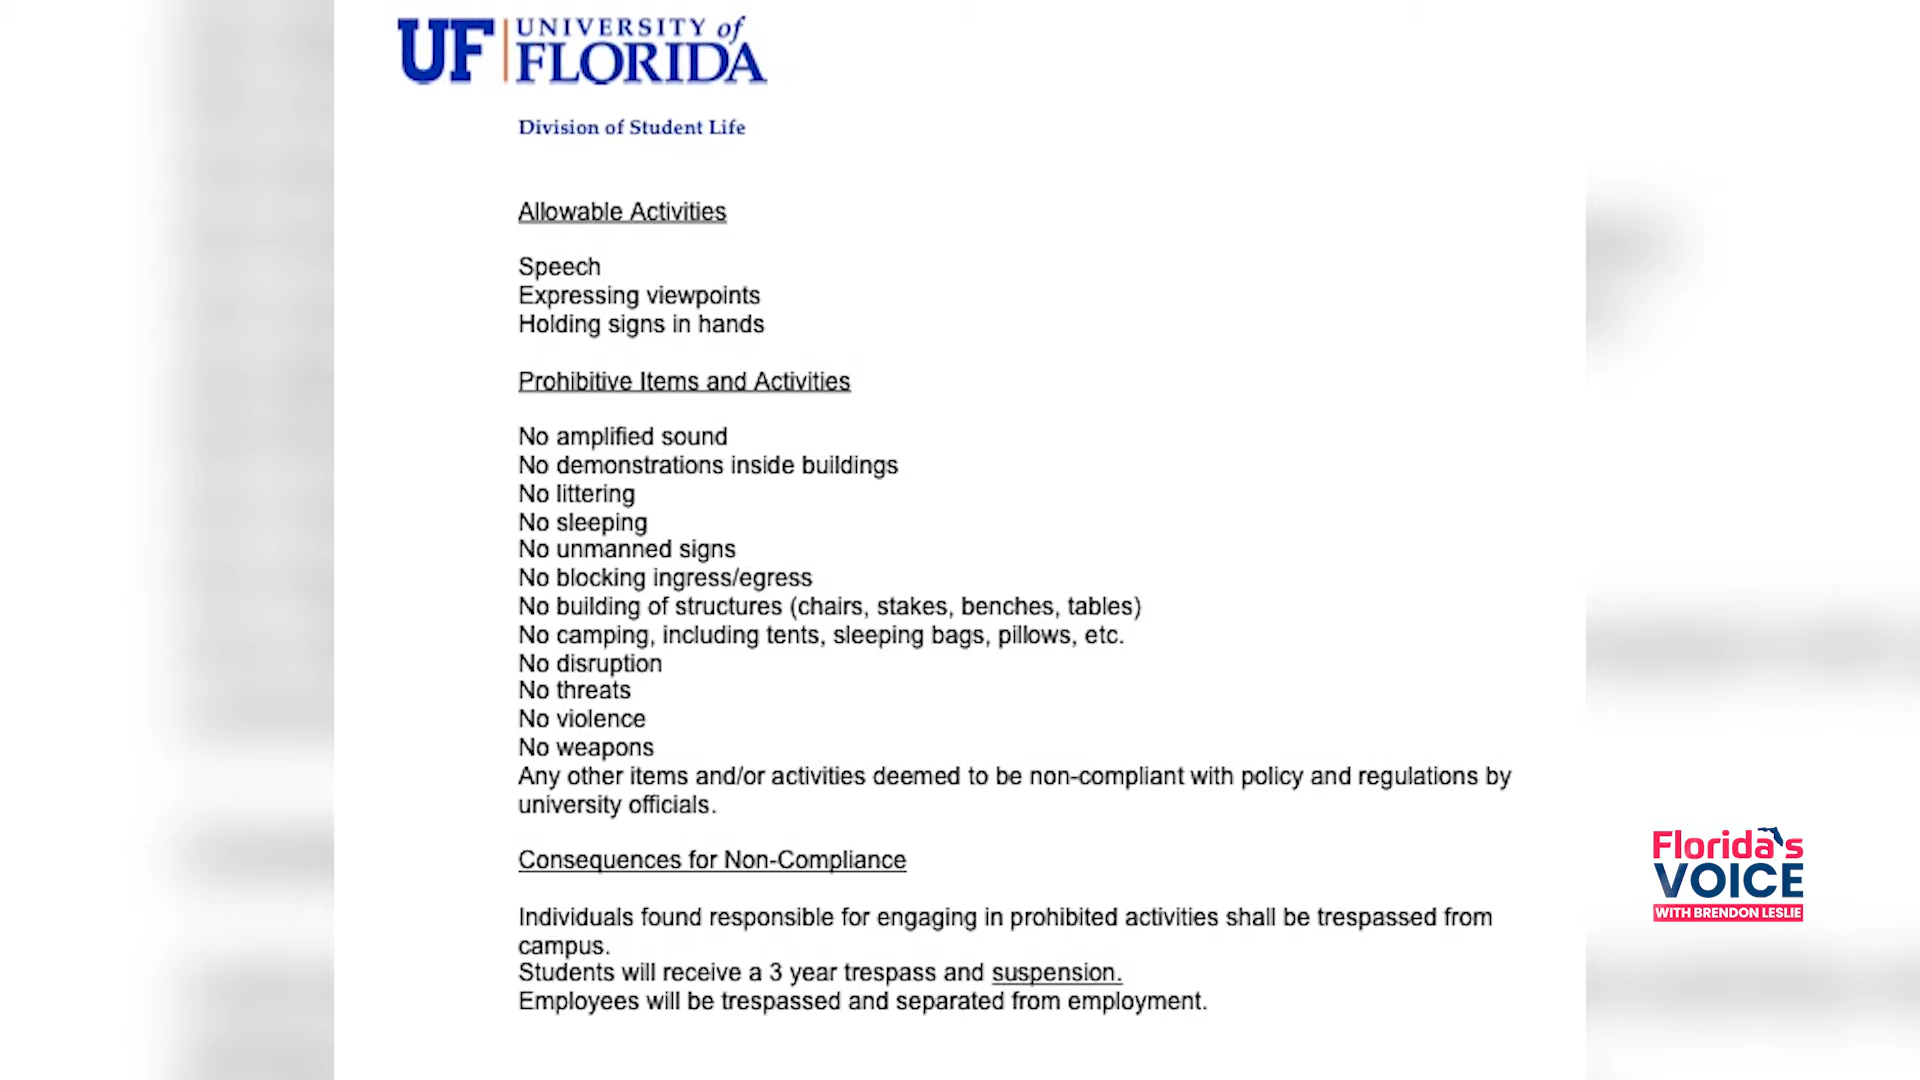 UF UNIVERSITY of
FLORIDA
Division of Student Life
Allowable Activities
Speech
Expressing viewpoints
Holding signs in hands
Prohibitive Items and Activities
No amplified sound
No demonstrations inside buildings
No littering
No sleeping
No unmanned signs
No blocking ingress/egress
No building of structures (chairs, stakes, benches, tables)
No camping, including tents, sleeping bags, pillows, etc.
No disruption
No threats
No violence
No weapons
Any other items and/or activities deemed to be non-compliant with policy and regulations by
university officials.
Consequences for Non-Compliance
Individuals found responsible for engaging in prohibited activities shall be trespassed from
campus.
Students will receive a 3 year trespass and suspension.
Employees will be trespassed and separated from employment.
Florida's
VOICE
WITH BRENDON LESLIE